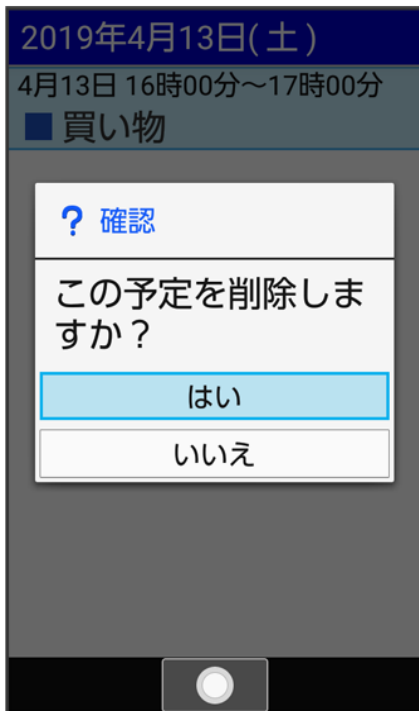 2019年4月13日(土)
4月13日 16時00分～17時00分
■ 買い物
? 確認
この予定を削除しま
すか？
はい
いいえ